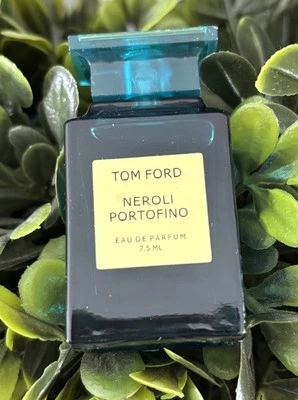 TOM FORD
NEROLI
PORTOFINO
EAU DE PARFUM
7.5 ML